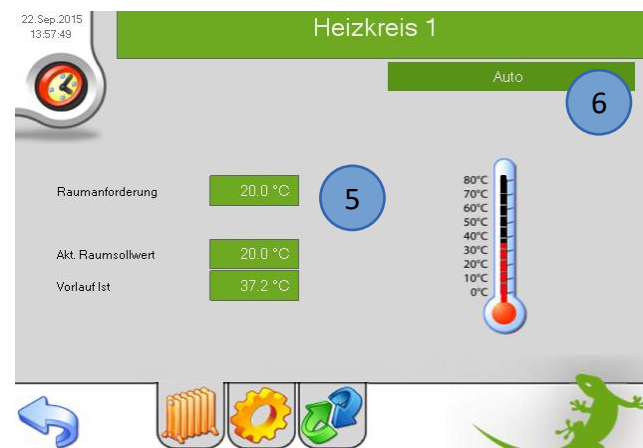 22.Sep.2015
13:57:49
Heizkreis 1
Auto
6
Raumanforderung 20.0 °C
5
Akt. Raumsollwert 20.0 °C
Vorlauf Ist 37.2 °C
80°C
70°C
60°C
50°C
40°C
30°C
20°C
10°C
0°C